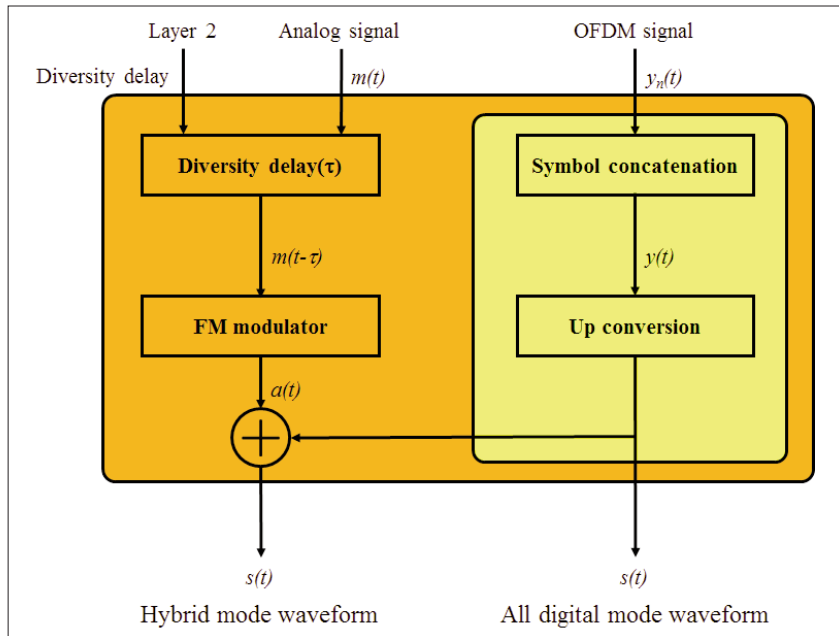 Layer 2 Analog signal OFDM signal
Diversity delay m(t) yn(t)
Diversity delay(τ) Symbol concatenation
m(t-τ) y(t)
FM modulator Up conversion
a(t)
s(t) s(t)
Hybrid mode waveform All digital mode waveform